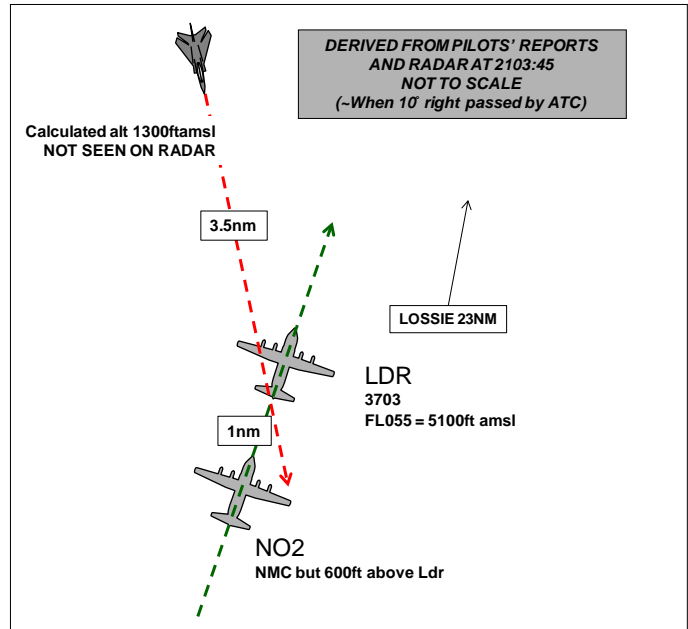 DERIVED FROM PILOTS' REPORTS
AND RADAR AT 2103:45
NOT TO SCALE
(~When 10° right passed by ATC)
Calculated alt 1300ftamsl
NOT SEEN ON RADAR
3.5nm
LOSSIE 23NM
LDR
3703
FL055 = 5100ft amsl
1nm
NO2
NMC but 600ft above Ldr